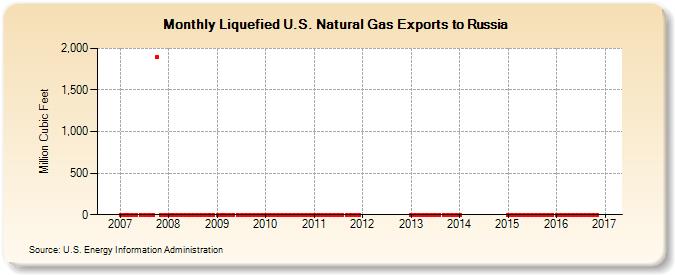 Monthly Liquefied U.S. Natural Gas Exports to Russia
Million Cubic Feet
2,000
1,500
1,000
500
0
2007 2008 2009 2010 2011 2012 2013 2014 2015 2016 2017
Source: U.S. Energy Information Administration